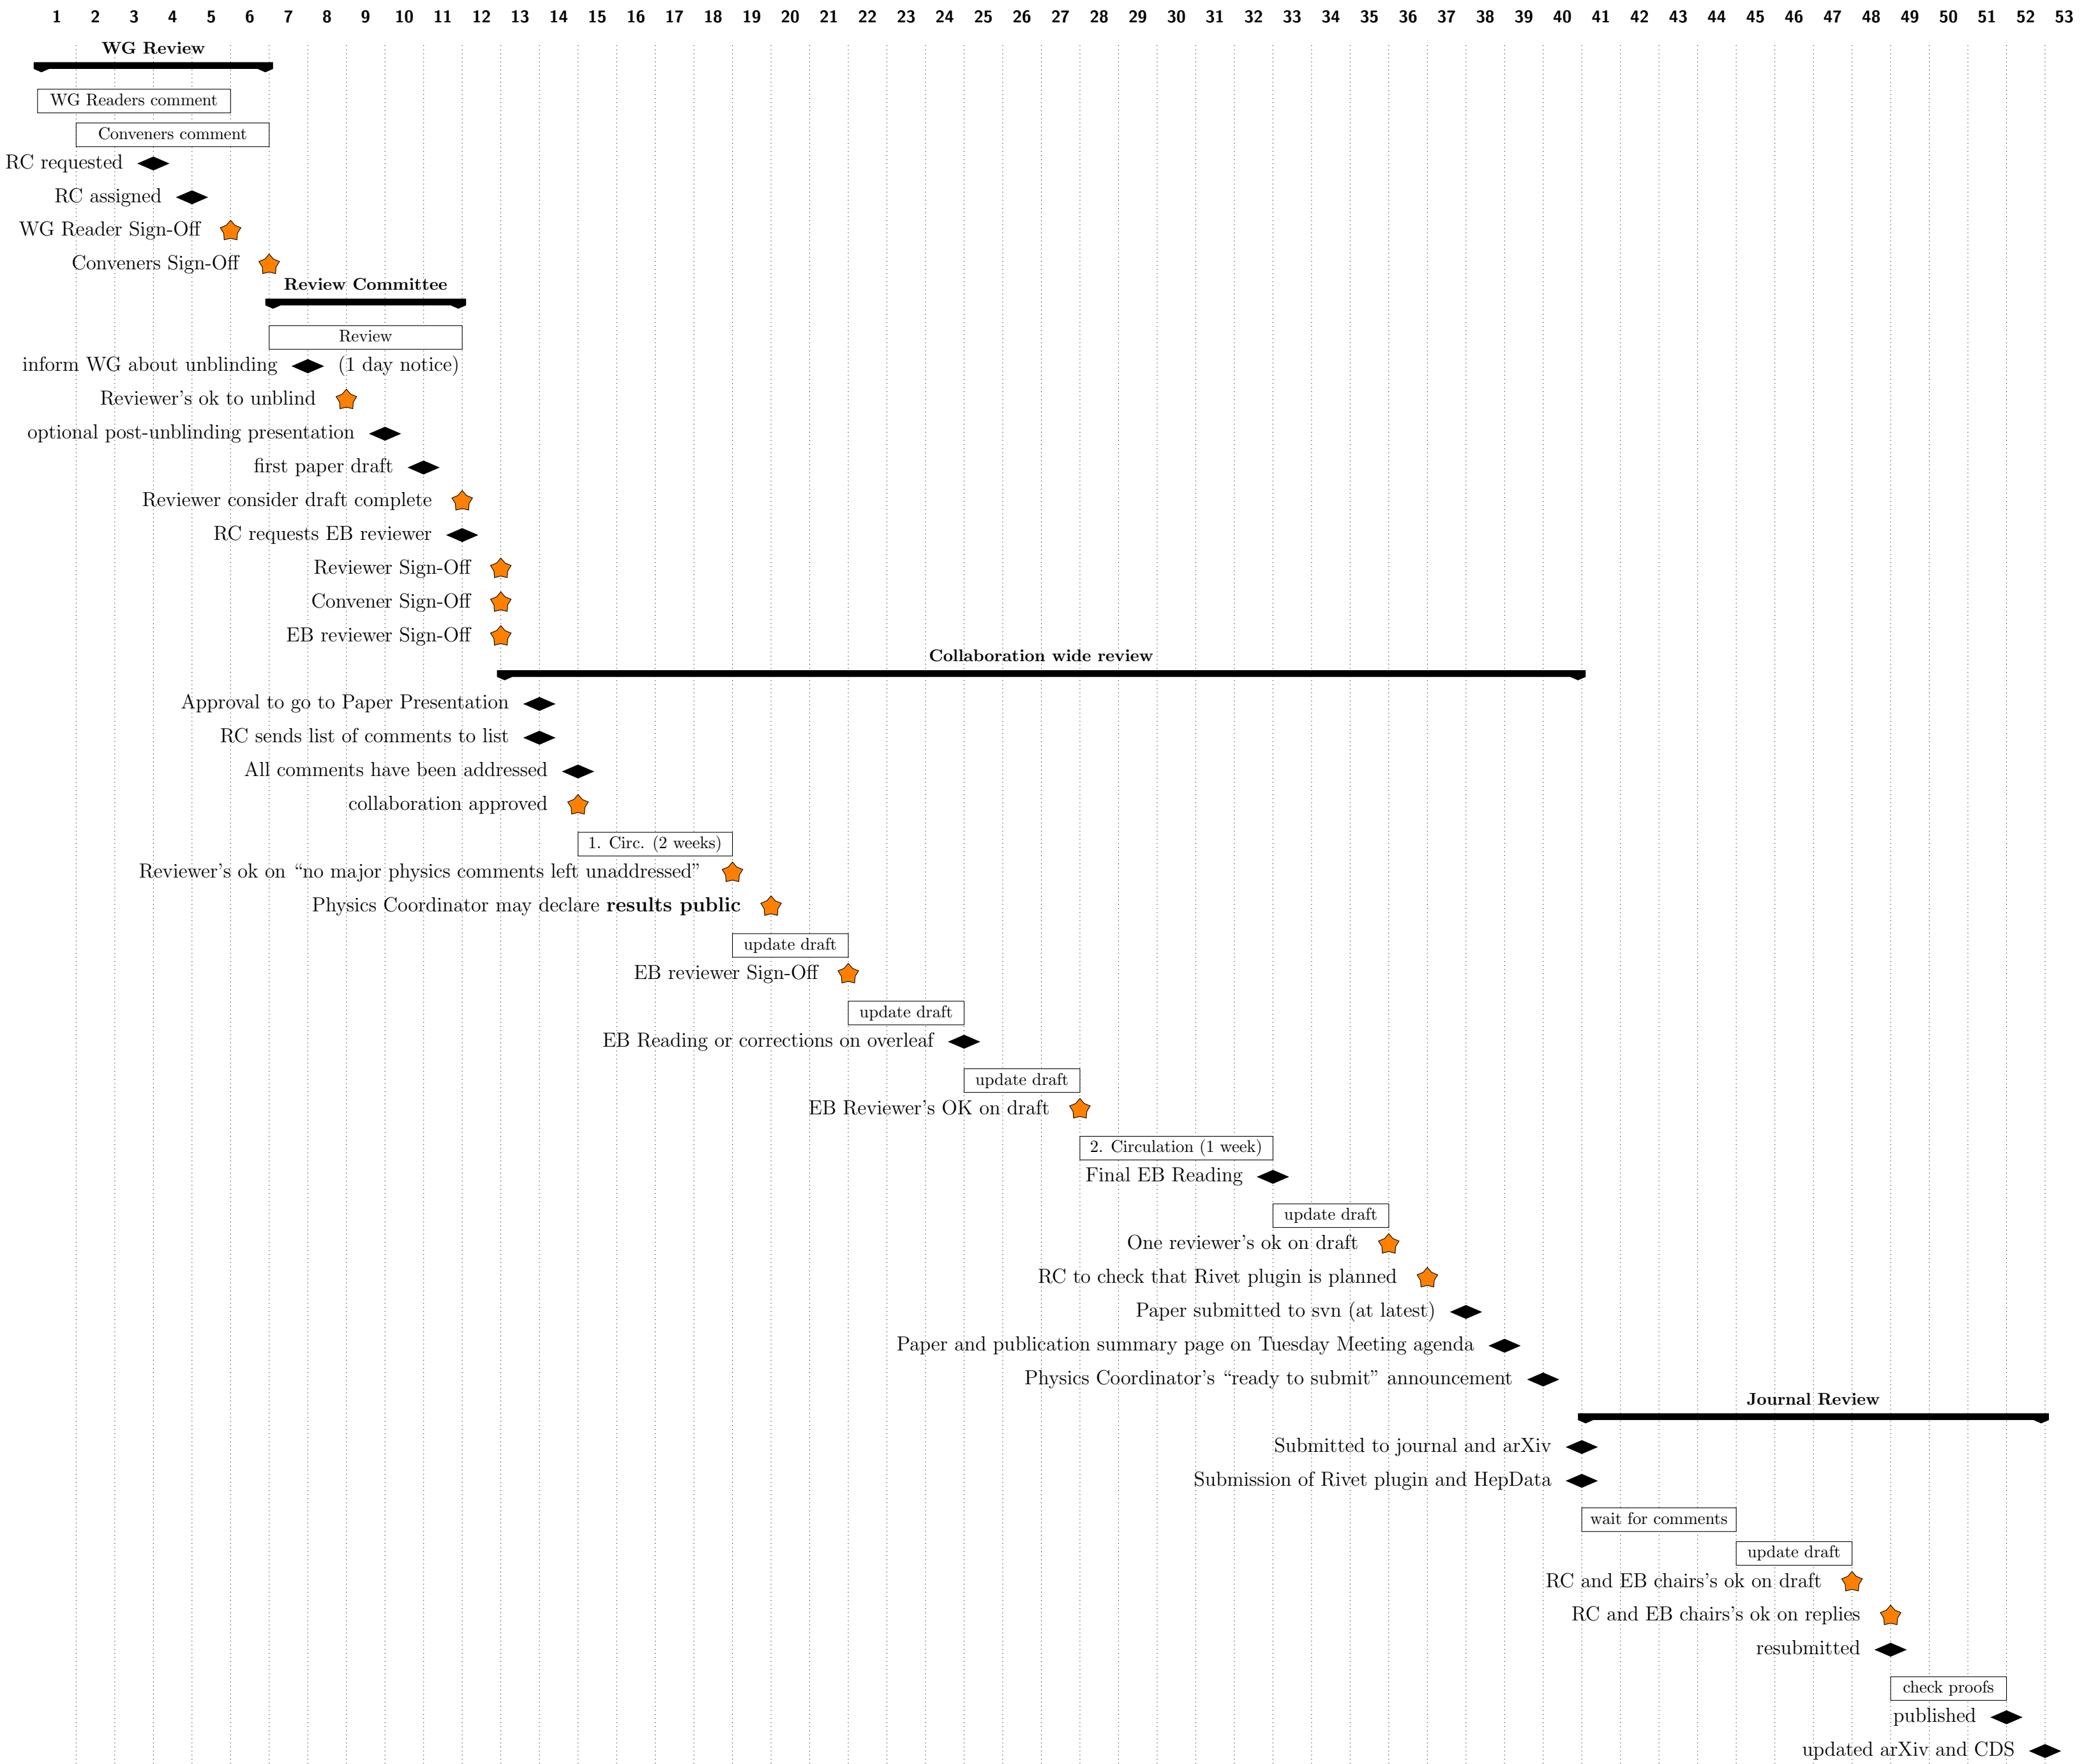 1 2 3 4 5 6 7 8 9 10 11 12 13 14 15 16 17 18 19 20 21 22 23 24 25 26 27 28 29 30 31 32 33 34 35 36 37 38 39 40 41 42 43 44 45 46 47 48 49 50 51 52 53
WG Review
WG Readers comment
Conveners comment
RC requested
RC assigned
WG Reader Sign-Off
Conveners Sign-Off
Review Committee
Review
inform WG about unblinding (1 day notice)
Reviewer's ok to unblind
optional post-unblinding presentation
first paper draft
Reviewer consider draft complete
RC requests EB reviewer
Reviewer Sign-Off
Convener Sign-Off
EB reviewer Sign-Off
Collaboration wide review
Approval to go to Paper Presentation
RC sends list of comments to list
All comments have been addressed
collaboration approved
1. Circ. (2 weeks)
Reviewer's ok on “no major physics comments left unaddressed”
Physics Coordinator may declare results public
update draft
EB reviewer Sign-Off
update draft
EB Reading or corrections on overleaf
update draft
EB Reviewer's OK on draft
2. Circulation (1 week)
Final EB Reading
update draft
One reviewer's ok on draft
RC to check that Rivet plugin is planned
Paper submitted to svn (at latest)
Paper and publication summary page on Tuesday Meeting agenda
Physics Coordinator's “ready to submit” announcement
Journal Review
Submitted to journal and arXiv
Submission of Rivet plugin and HepData
wait for comments
update draft
RC and EB chairs's ok on draft
RC and EB chairs's ok on replies
resubmitted
check proofs
published
updated arXiv and CDS